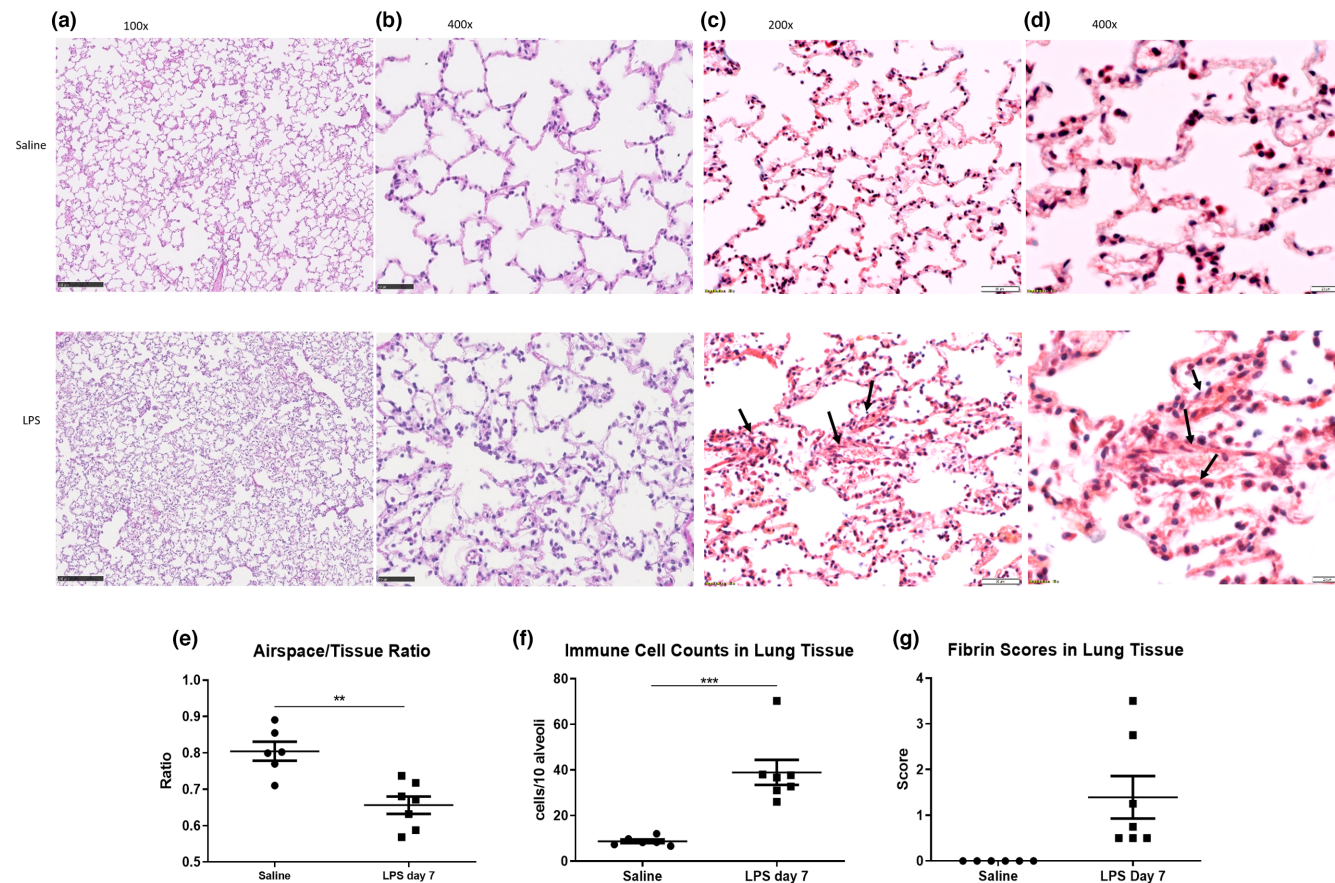 (a) 100x (b) 400x (c) 200x (d) 400x
Saline
LPS
(e) (f) (g)
Airspace/Tissue Ratio
Immune Cell Counts in Lung Tissue
Fibrin Scores in Lung Tissue
Ratio
1.0
0.9
0.8
0.7
0.6
0.5
**
Saline LPS day 7
cells/10 alveoli
80
60
40
20
0
***
Saline LPS day 7
Score
4
3
2
1
0
Saline LPS Day 7